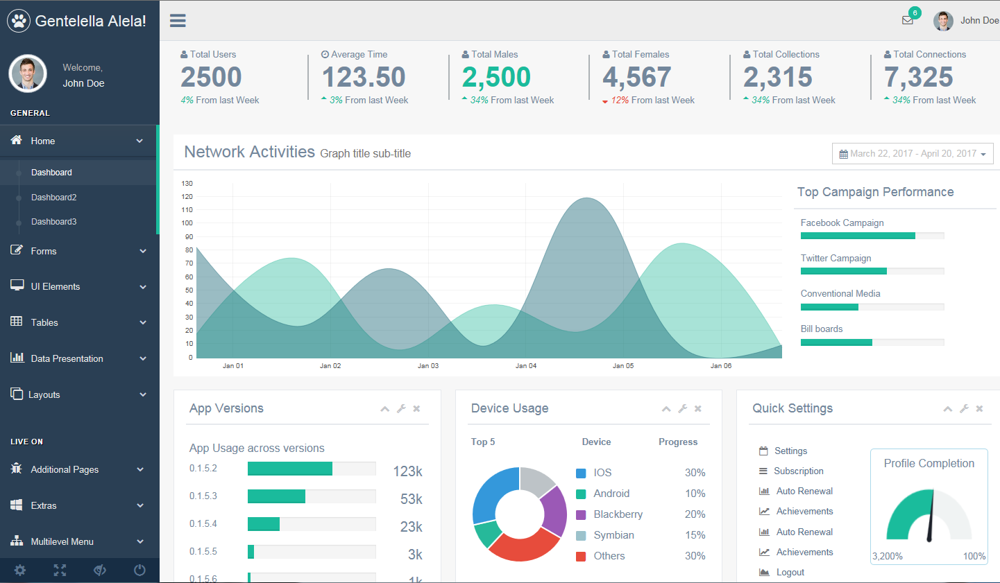 Gentelella Alela!
6
John Doe
Welcome,
John Doe
GENERAL
Home
Dashboard
Dashboard2
Dashboard3
Forms
UI Elements
Tables
Data Presentation
Layouts
LIVE ON
Additional Pages
Extras
Multilevel Menu
Total Users
2500
4% From last Week
Average Time
123.50
3% From last Week
Total Males
2,500
34% From last Week
Total Females
4,567
12% From last Week
Total Collections
2,315
34% From last Week
Total Connections
7,325
34% From last Week
Network Activities Graph title sub-title
March 22, 2017 - April 20, 2017
130
120
110
100
90
80
70
60
50
40
30
20
10
0
Jan 01 Jan 02 Jan 03 Jan 04 Jan 05 Jan 06
Top Campaign Performance
Facebook Campaign
Twitter Campaign
Conventional Media
Bill boards
App Versions
App Usage across versions
0.1.5.2 123k
0.1.5.3 53k
0.1.5.4 23k
0.1.5.5 3k
0.1.5.6 1k
Device Usage
Top 5 Device Progress
IOS 30%
Android 10%
Blackberry 20%
Symbian 15%
Others 30%
Quick Settings
Settings
Subscription
Auto Renewal
Achievements
Auto Renewal
Achievements
Logout
Profile Completion
3,200% 100%